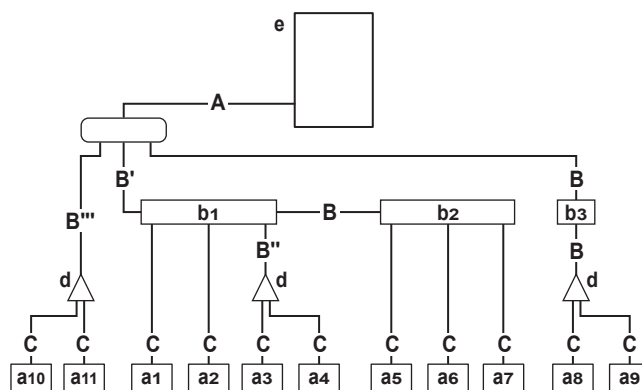 e
A
B' B
B''' b1 B b2 b3
B'' B
d d d
C C C C C C C C C C C
a10 a11 a1 a2 a3 a4 a5 a6 a7 a8 a9